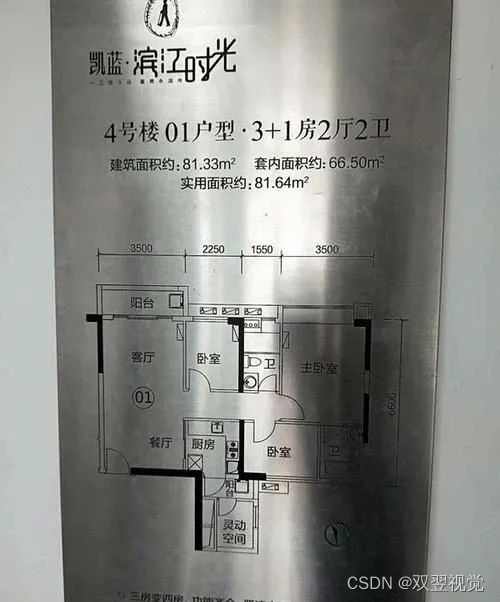 凯蓝·滨江时光
4号楼 01户型·3+1房2厅2卫
建筑面积约:81.33m² 套内面积约:66.50m²
实用面积约:81.64m²
3500 2250 1550 3500
阳台
客厅 卧室 卫 主卧室
01
6600
餐厅 厨房 卧室 卫
阳台
灵动
空间
CSDN @双翌视觉